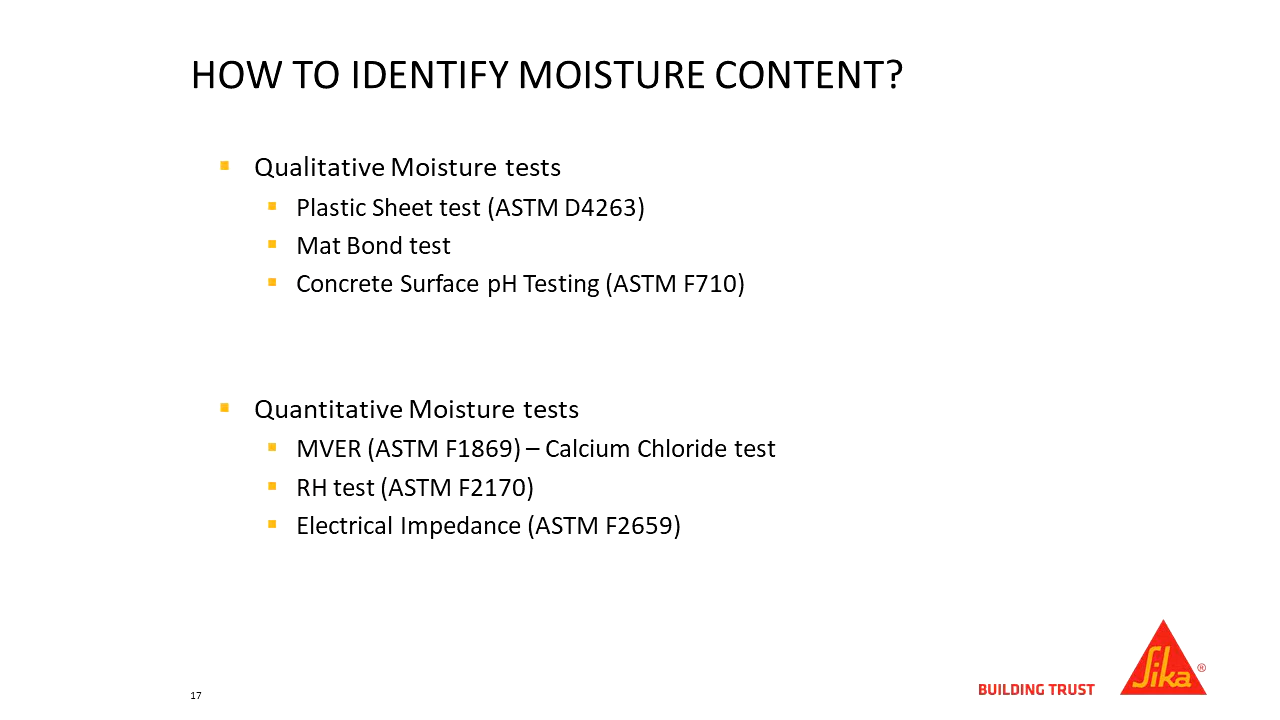 HOW TO IDENTIFY MOISTURE CONTENT?
Qualitative Moisture tests
Plastic Sheet test (ASTM D4263)
Mat Bond test
Concrete Surface pH Testing (ASTM F710)
Quantitative Moisture tests
MVER (ASTM F1869) – Calcium Chloride test
RH test (ASTM F2170)
Electrical Impedance (ASTM F2659)
17
BUILDING TRUST
Sika®